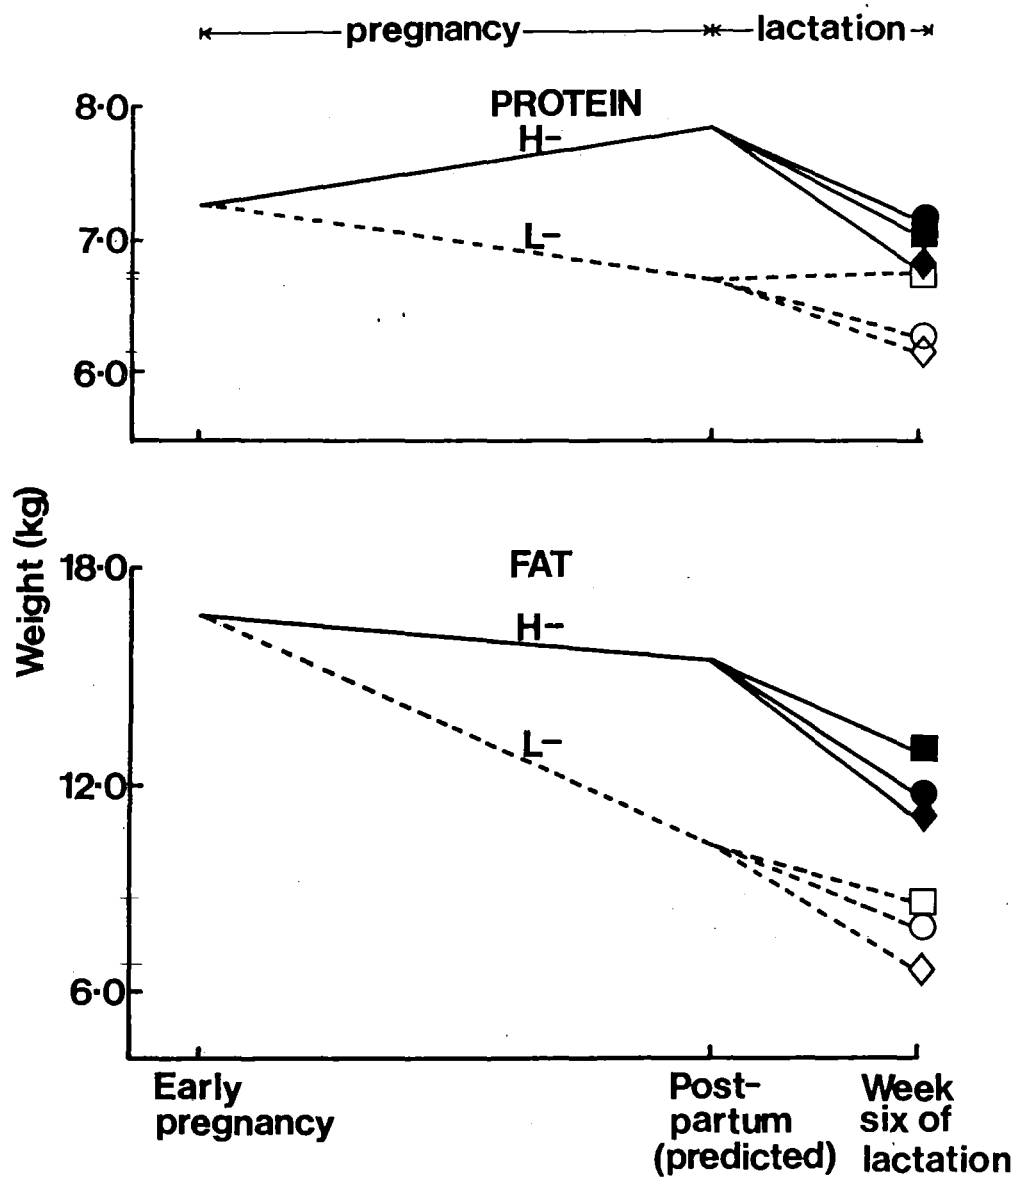 pregnancy lactation
8·0 PROTEIN
H-
7·0 L-
6·0
Weight (kg)
18·0 FAT
H-
L-
12·0
6·0
Early Post- Week
pregnancy partum six of
(predicted) lactation